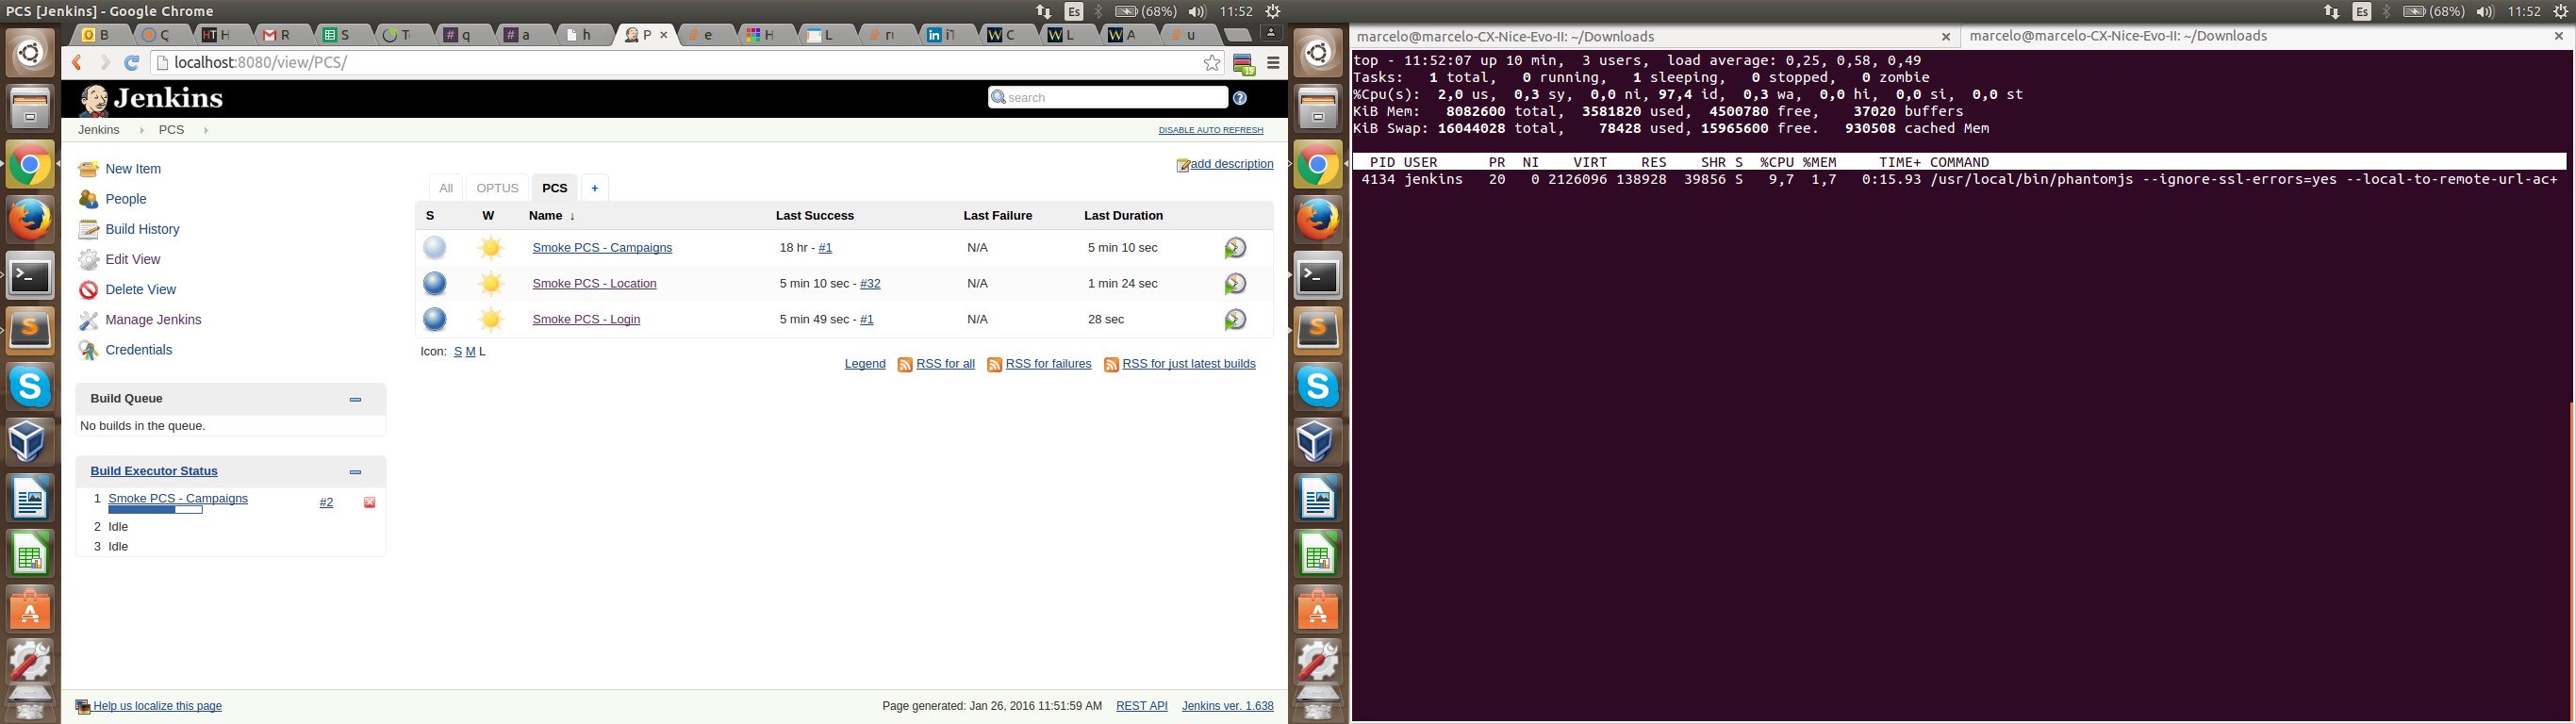 PCS [Jenkins] - Google Chrome
Es (68%) 11:52
B
Q
HT H
R
S
T
# q
# a
h
P ×
e
H
L
ru
in iT
W C
W L
W A
u
localhost:8080/view/PCS/
19
Jenkins
search
?
Jenkins
PCS
DISABLE AUTO REFRESH
New Item
People
Build History
Edit View
Delete View
Manage Jenkins
Credentials
add description
All OPTUS PCS +
S W Name ↓ Last Success Last Failure Last Duration
Smoke PCS - Campaigns 18 hr - #1 N/A 5 min 10 sec
Smoke PCS - Location 5 min 10 sec - #32 N/A 1 min 24 sec
Smoke PCS - Login 5 min 49 sec - #1 N/A 28 sec
Icon: S M L
Legend RSS for all RSS for failures RSS for just latest builds
Build Queue
No builds in the queue.
Build Executor Status
1 Smoke PCS - Campaigns #2
2 Idle
3 Idle
Help us localize this page
Page generated: Jan 26, 2016 11:51:59 AM REST API Jenkins ver. 1.638
Es (68%) 11:52
marcelo@marcelo-CX-Nice-Evo-II: ~/Downloads ×
marcelo@marcelo-CX-Nice-Evo-II: ~/Downloads ×
top - 11:52:07 up 10 min, 3 users, load average: 0,25, 0,58, 0,49
Tasks: 1 total, 0 running, 1 sleeping, 0 stopped, 0 zombie
%Cpu(s): 2,0 us, 0,3 sy, 0,0 ni, 97,4 id, 0,3 wa, 0,0 hi, 0,0 si, 0,0 st
KiB Mem: 8082600 total, 3581820 used, 4500780 free, 37020 buffers
KiB Swap: 16044028 total, 78428 used, 15965600 free. 930508 cached Mem
PID USER PR NI VIRT RES SHR S %CPU %MEM TIME+ COMMAND
4134 jenkins 20 0 2126096 138928 39856 S 9,7 1,7 0:15.93 /usr/local/bin/phantomjs --ignore-ssl-errors=yes --local-to-remote-url-ac+